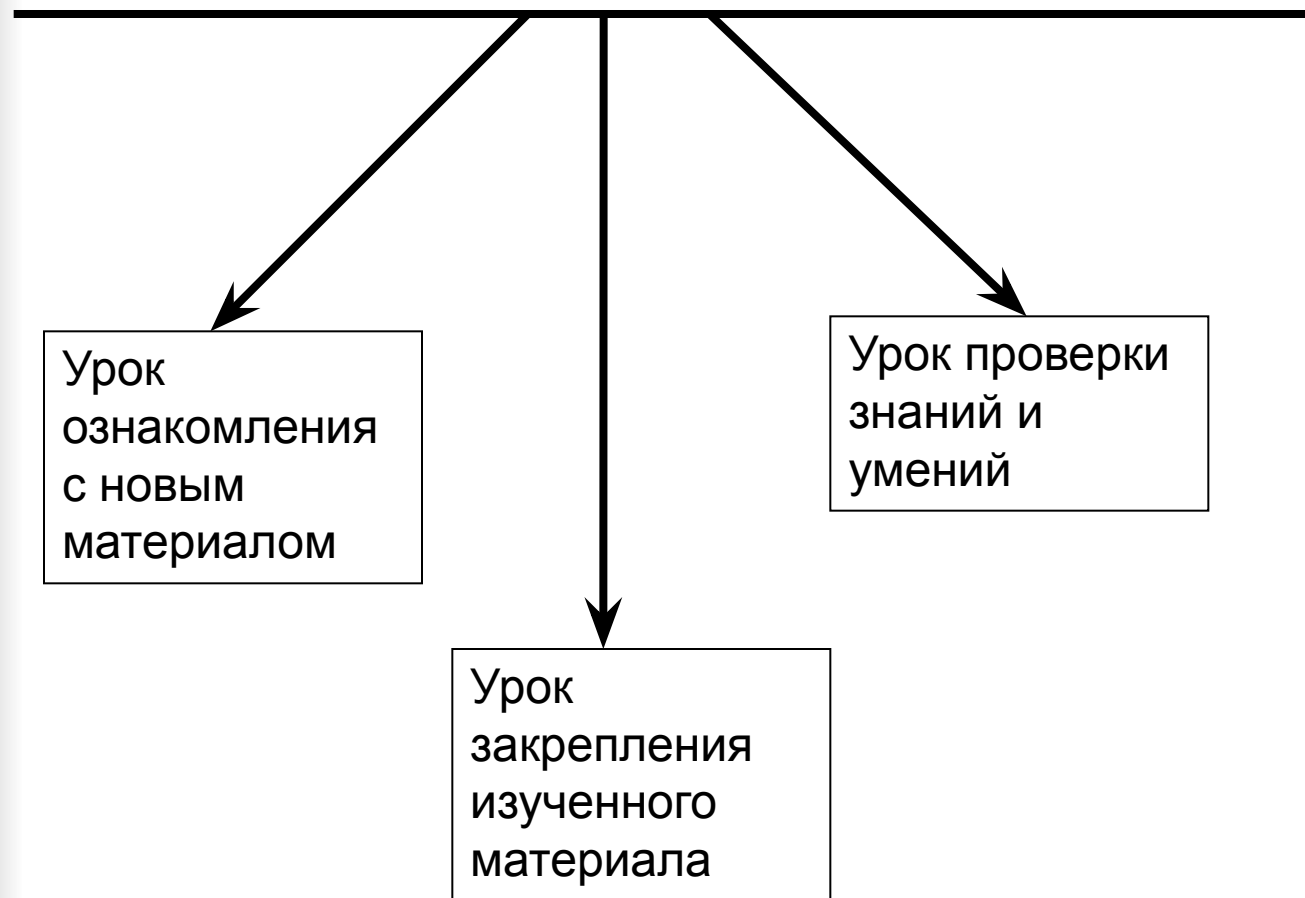 Урок
ознакомления
с новым
материалом
Урок проверки
знаний и
умений
Урок
закрепления
изученного
материала